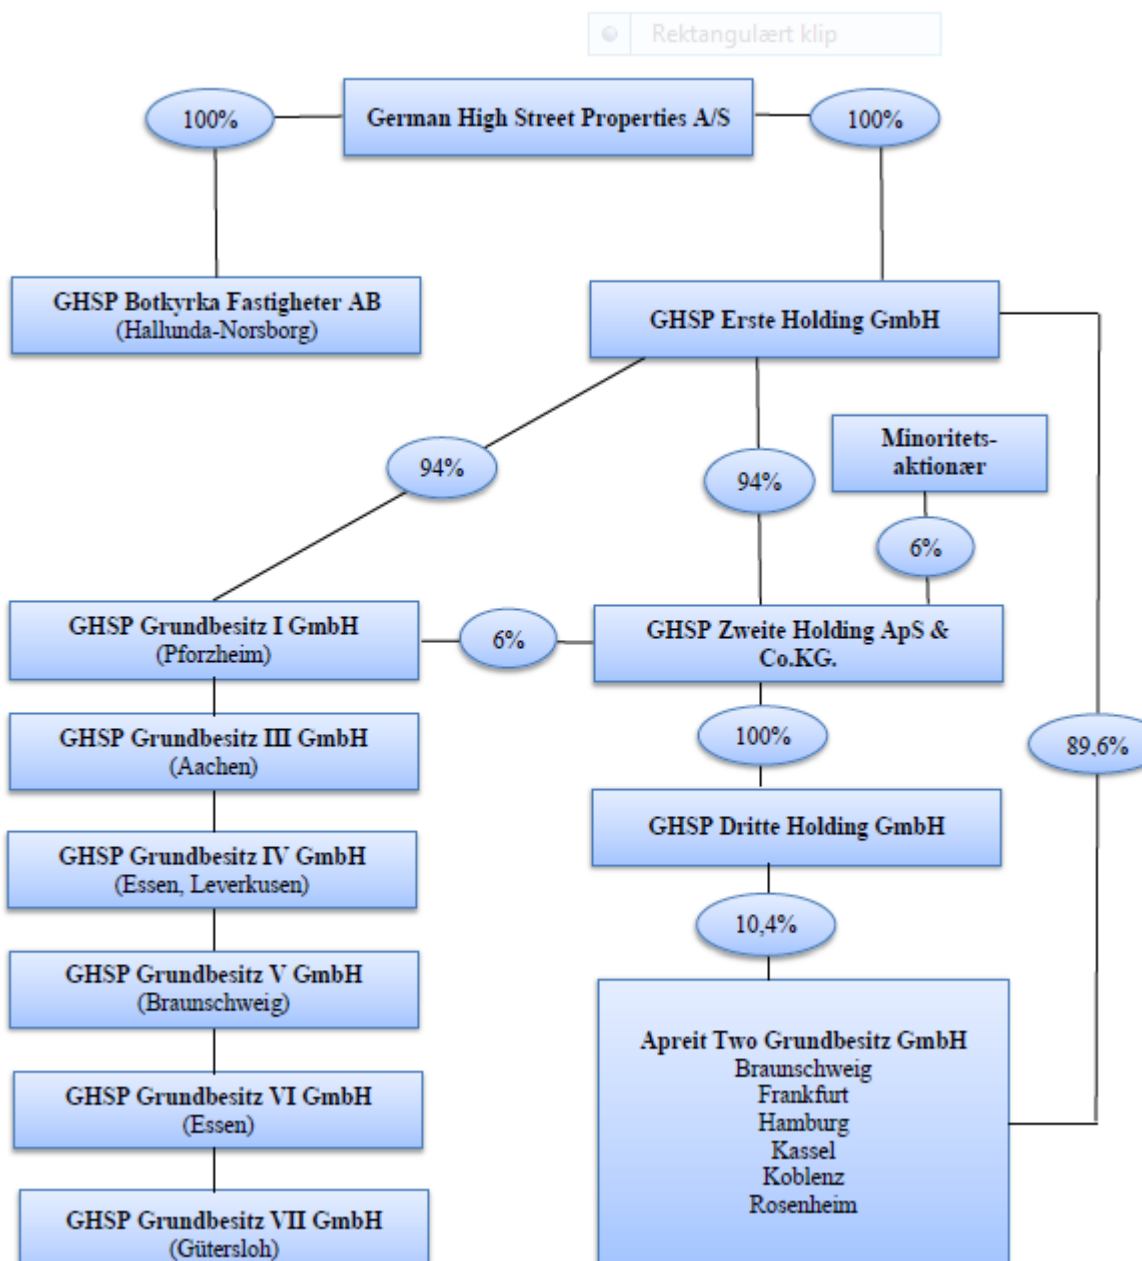 Rektangulært klip
100%
German High Street Properties A/S
100%
GHSP Botkyrka Fastigheter AB
(Hallunda-Norsborg)
GHSP Erste Holding GmbH
94%
94%
Minoritets-
aktionær
6%
GHSP Grundbesitz I GmbH
(Pforzheim)
6%
GHSP Zweite Holding ApS &
Co.KG.
GHSP Grundbesitz III GmbH
(Aachen)
100%
89,6%
GHSP Grundbesitz IV GmbH
(Essen, Leverkusen)
GHSP Dritte Holding GmbH
10,4%
GHSP Grundbesitz V GmbH
(Braunschweig)
Apreit Two Grundbesitz GmbH
Braunschweig
Frankfurt
Hamburg
Kassel
Koblenz
Rosenheim
GHSP Grundbesitz VI GmbH
(Essen)
GHSP Grundbesitz VII GmbH
(Gütersloh)